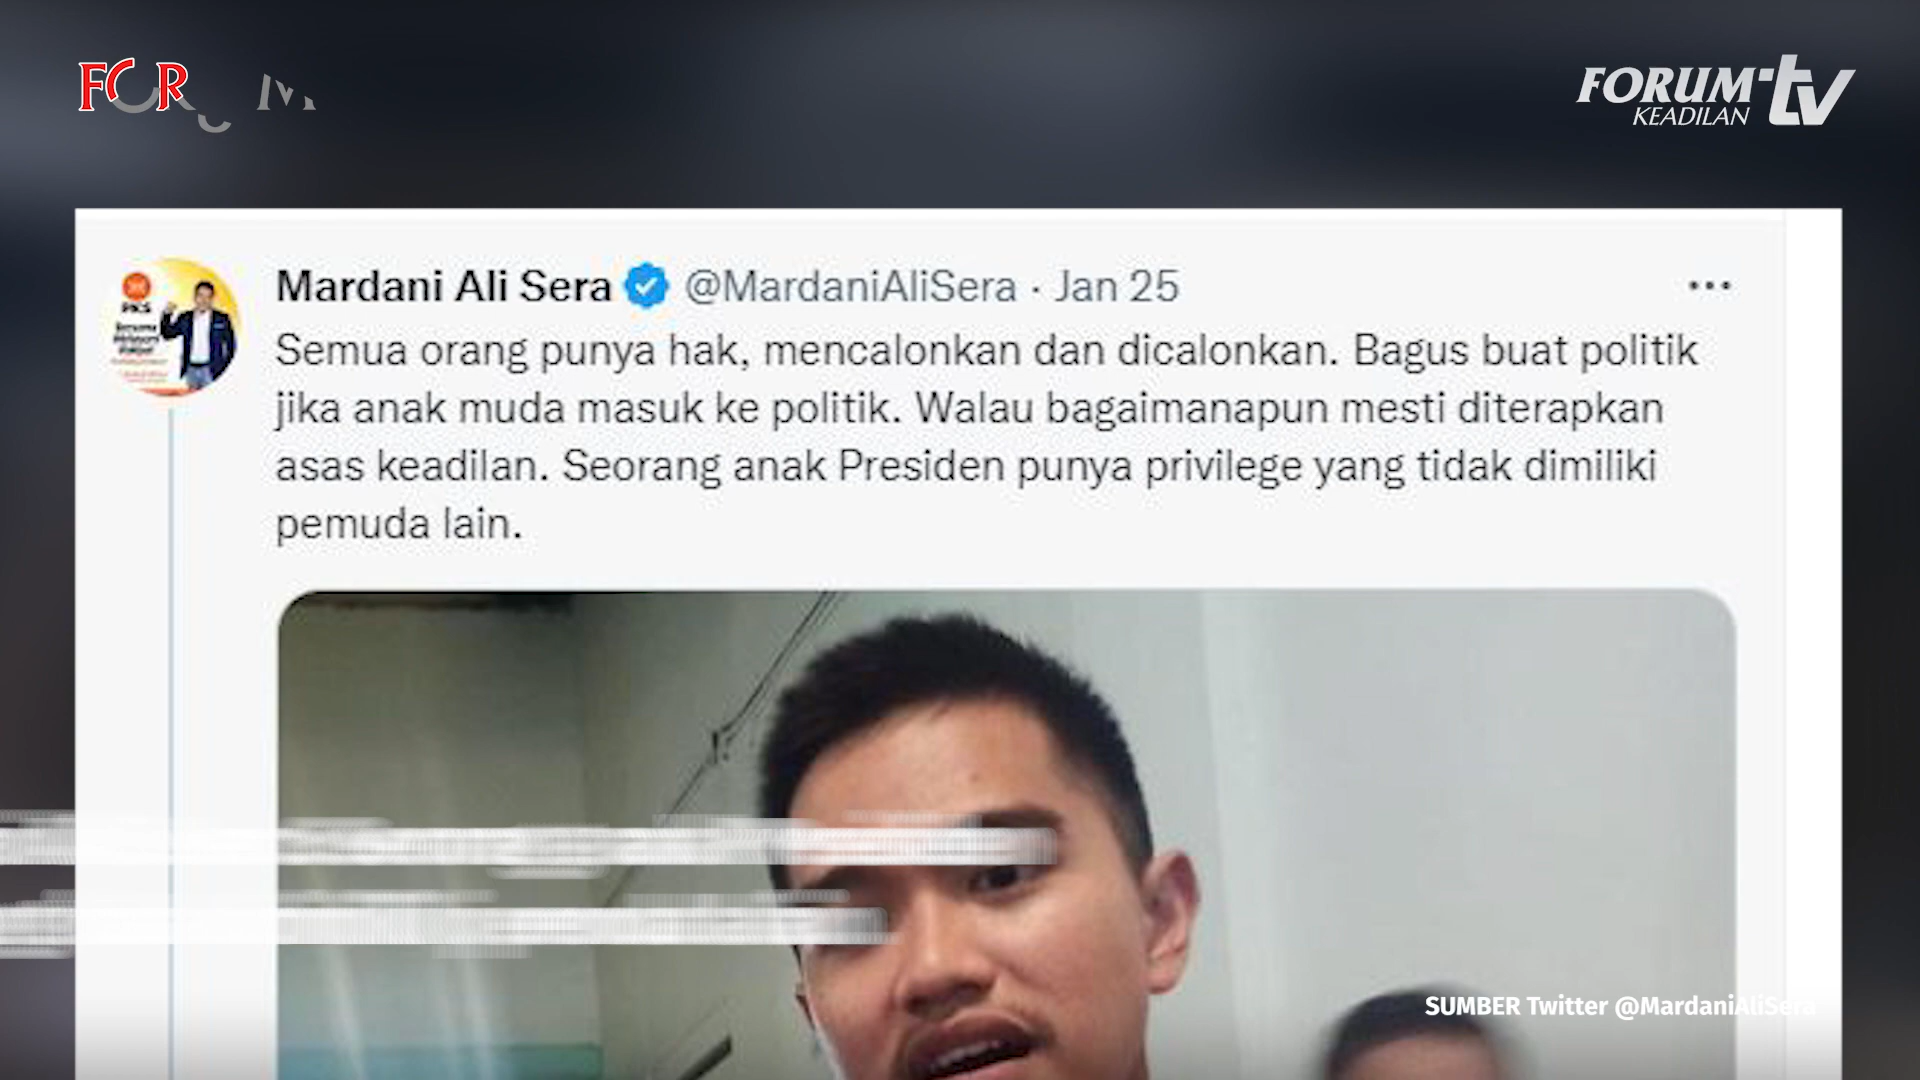 FOR M
FORUM tv
KEADILAN
Mardani Ali Sera @MardaniAliSera · Jan 25
PKS
Semua orang punya hak, mencalonkan dan dicalonkan. Bagus buat politik
jika anak muda masuk ke politik. Walau bagaimanapun mesti diterapkan
asas keadilan. Seorang anak Presiden punya privilege yang tidak dimiliki
pemuda lain.
SUMBER Twitter @MardaniAliSera